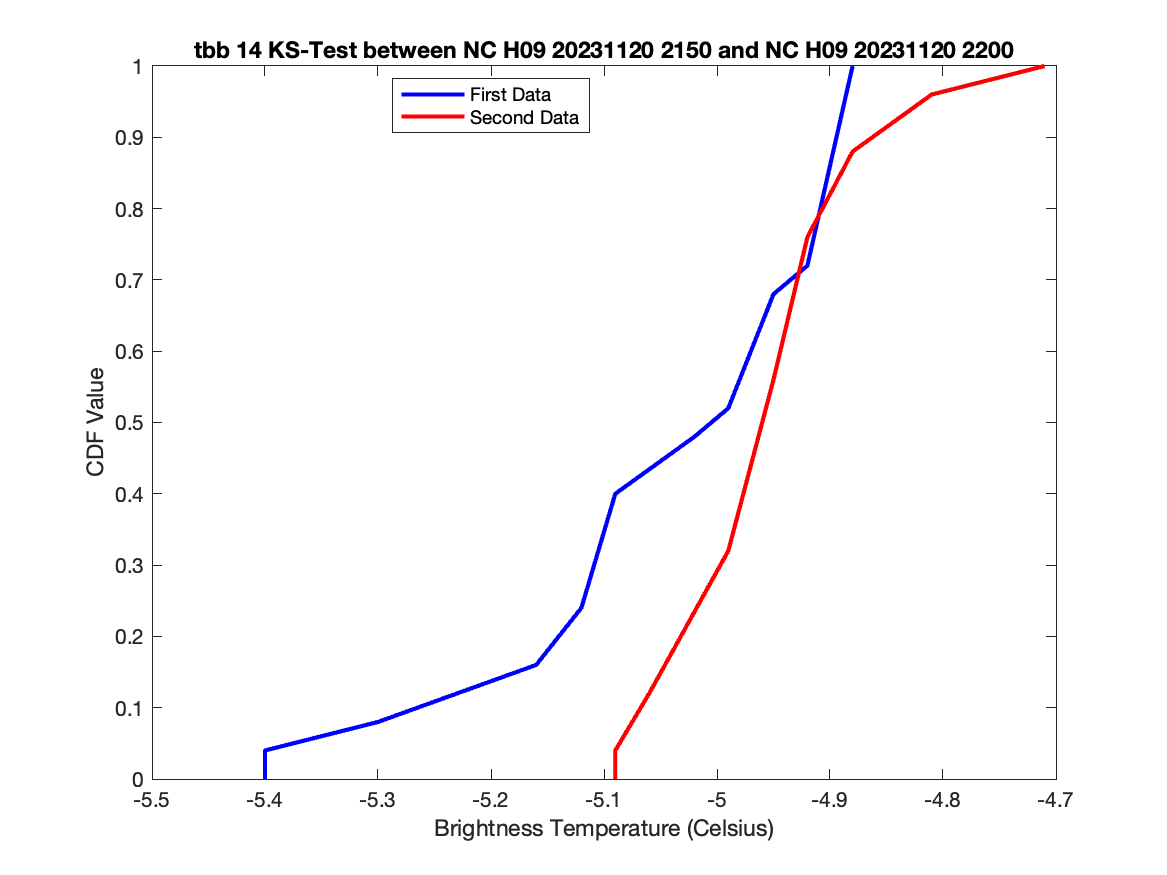 tbb 14 KS-Test between NC H09 20231120 2150 and NC H09 20231120 2200
First Data
Second Data
1
0.9
0.8
0.7
0.6
0.5
0.4
0.3
0.2
0.1
0
CDF Value
-5.5 -5.4 -5.3 -5.2 -5.1 -5 -4.9 -4.8 -4.7
Brightness Temperature (Celsius)